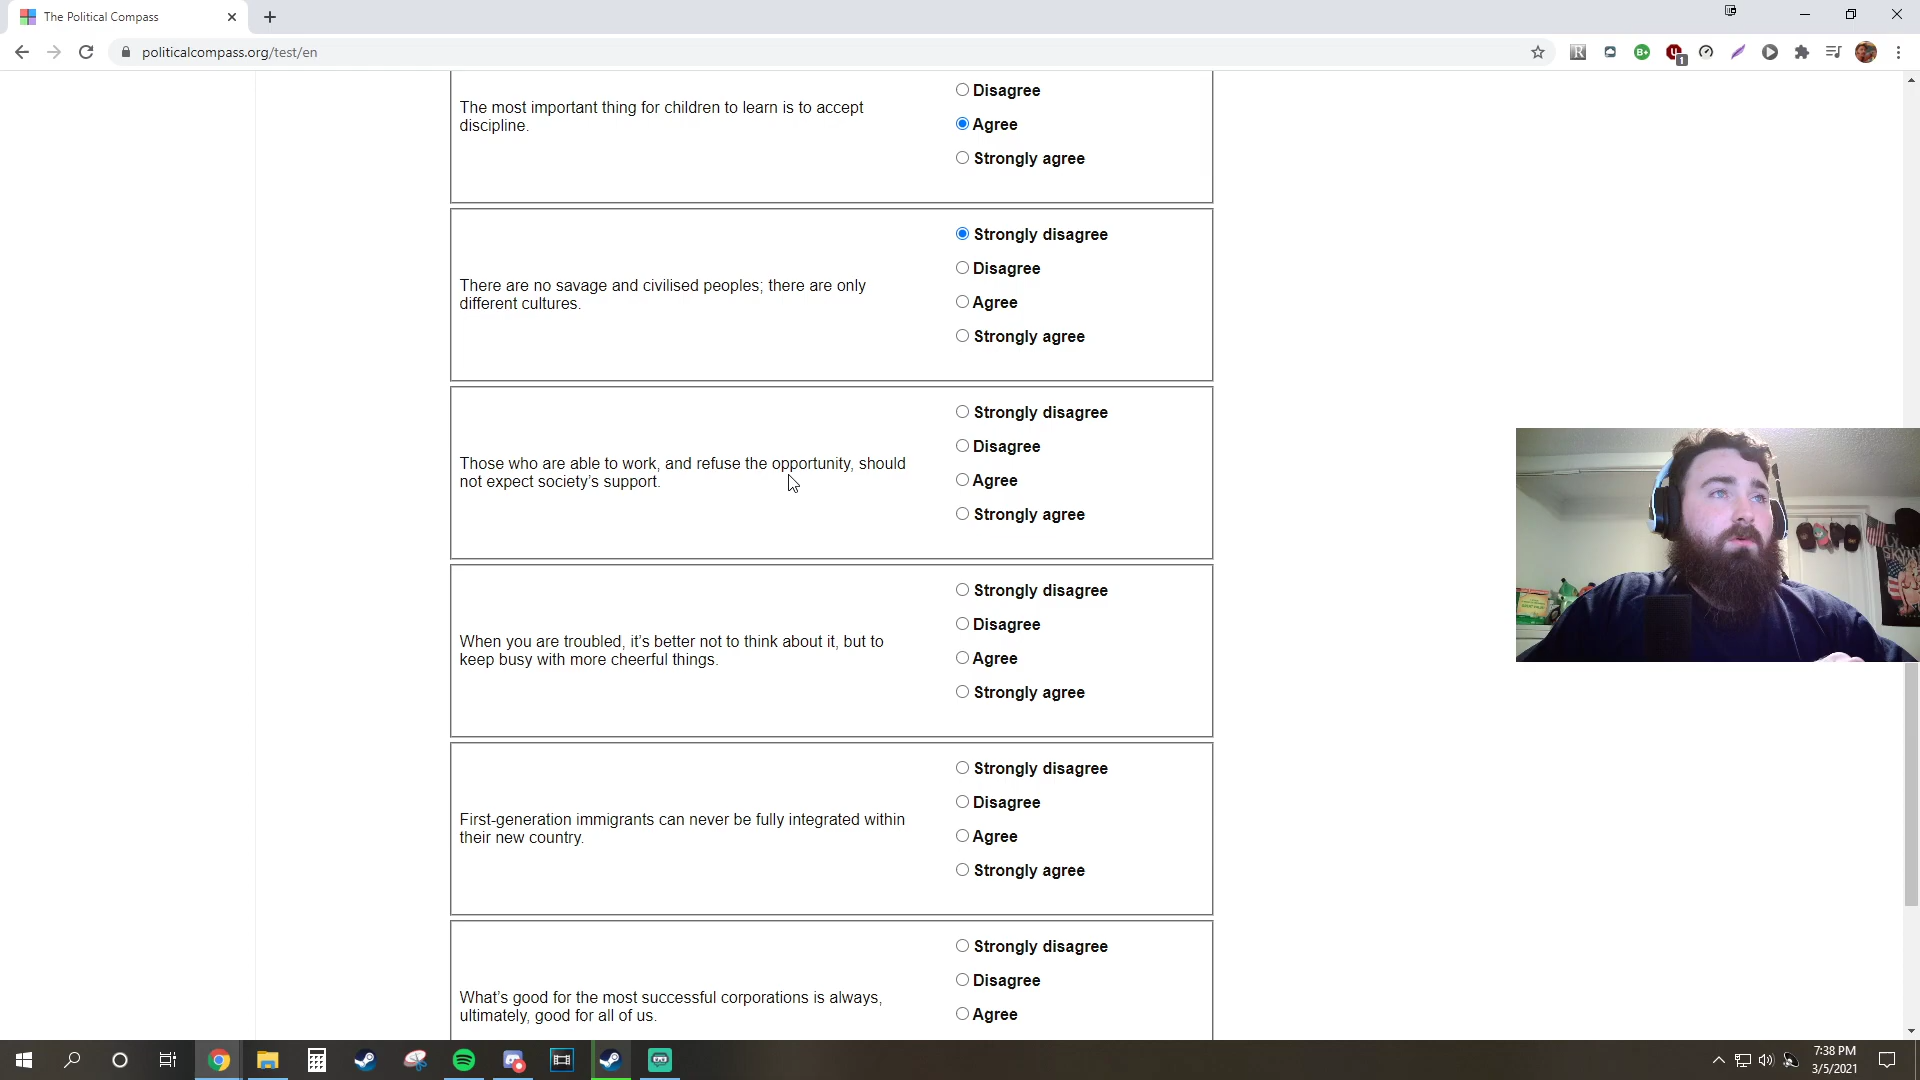 The Political Compass
politicalcompass.org/test/en
1
Disagree
The most important thing for children to learn is to accept
discipline.
Agree
Strongly agree
Strongly disagree
Disagree
There are no savage and civilised peoples; there are only
different cultures.
Agree
Strongly agree
Strongly disagree
Disagree
Those who are able to work, and refuse the opportunity, should
not expect society's support.
Agree
Strongly agree
Strongly disagree
Disagree
When you are troubled, it's better not to think about it, but to
keep busy with more cheerful things.
Agree
Strongly agree
Strongly disagree
Disagree
First-generation immigrants can never be fully integrated within
their new country.
Agree
Strongly agree
Strongly disagree
Disagree
What's good for the most successful corporations is always,
ultimately, good for all of us.
Agree
7:38 PM
3/5/2021